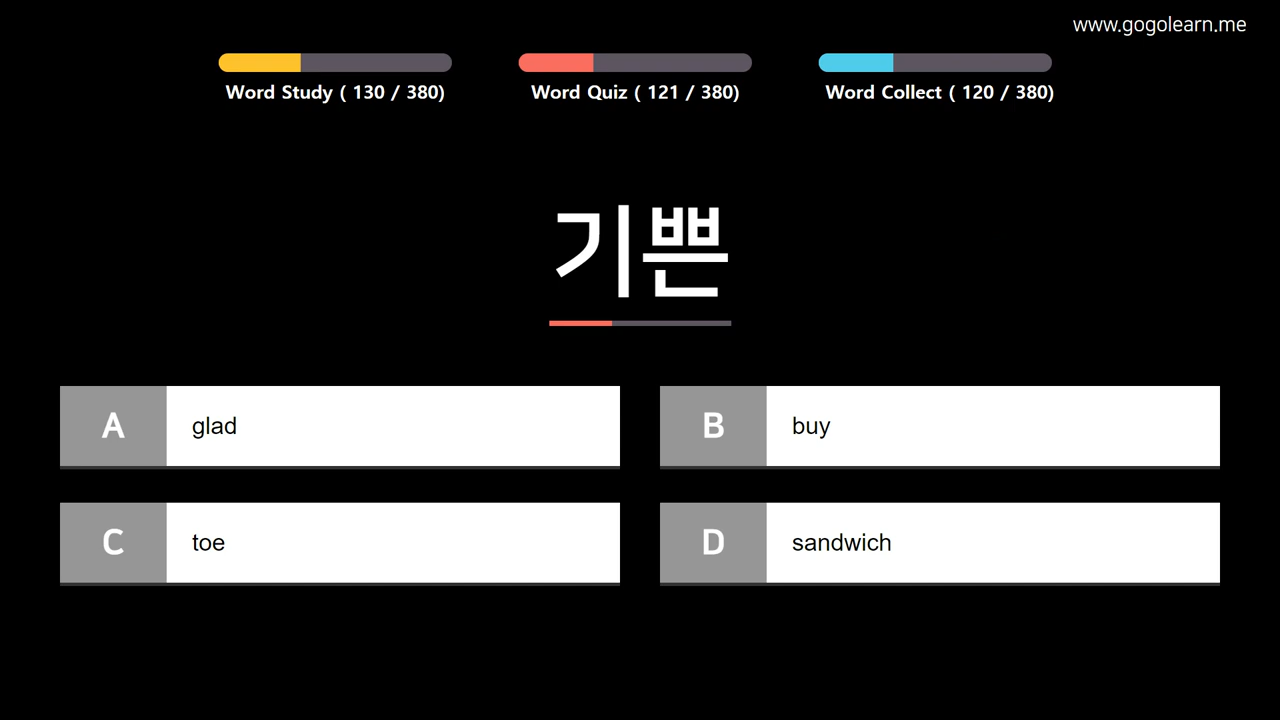 www.gogolearn.me
Word Study ( 130 / 380)
Word Quiz ( 121 / 380)
Word Collect ( 120 / 380)
기쁜
A glad
B buy
C toe
D sandwich